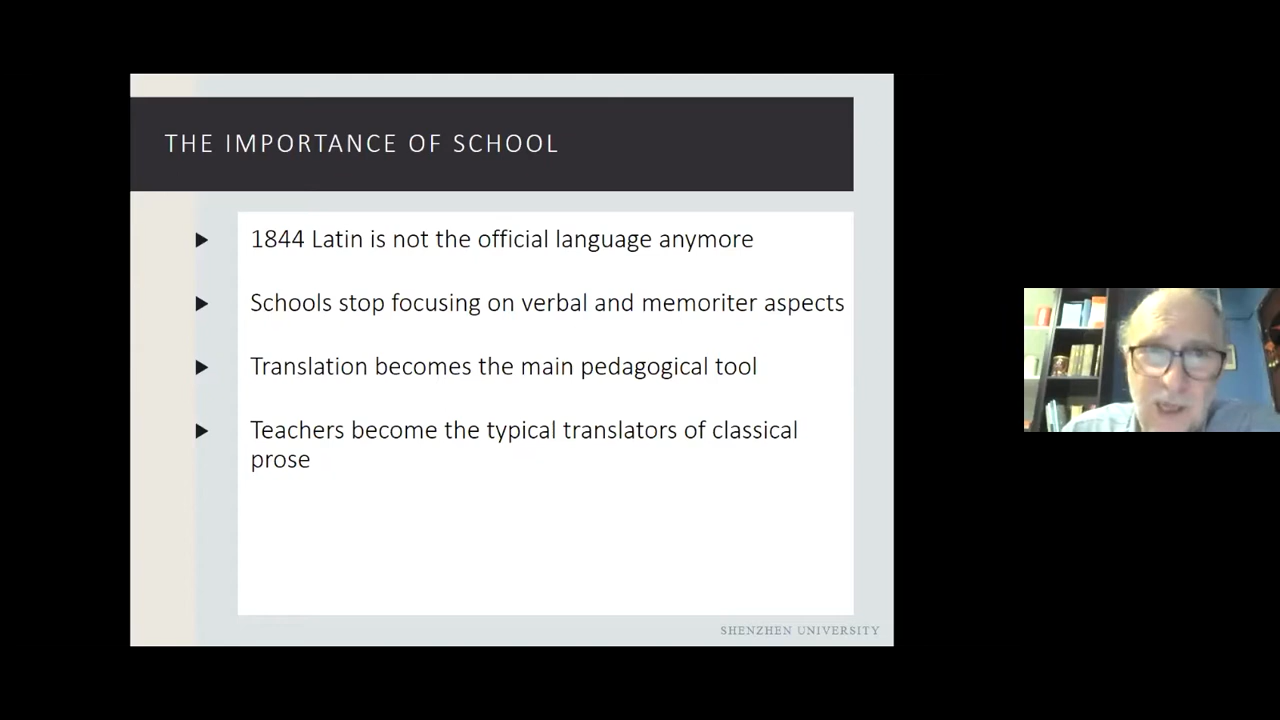 THE IMPORTANCE OF SCHOOL
1844 Latin is not the official language anymore
Schools stop focusing on verbal and memoriter aspects
Translation becomes the main pedagogical tool
Teachers become the typical translators of classical
prose
SHENZHEN UNIVERSITY